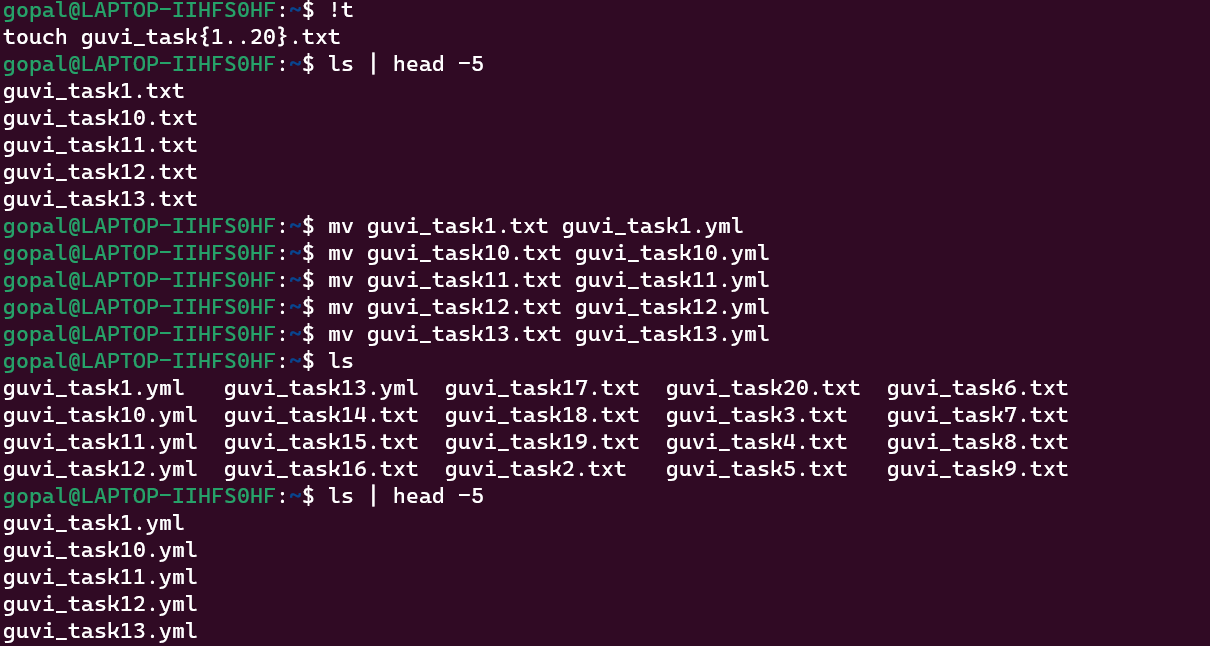 gopal@LAPTOP-IIHFS0HF:~$ !t
touch guvi_task{1..20}.txt
gopal@LAPTOP-IIHFS0HF:~$ ls | head -5
guvi_task1.txt
guvi_task10.txt
guvi_task11.txt
guvi_task12.txt
guvi_task13.txt
gopal@LAPTOP-IIHFS0HF:~$ mv guvi_task1.txt guvi_task1.yml
gopal@LAPTOP-IIHFS0HF:~$ mv guvi_task10.txt guvi_task10.yml
gopal@LAPTOP-IIHFS0HF:~$ mv guvi_task11.txt guvi_task11.yml
gopal@LAPTOP-IIHFS0HF:~$ mv guvi_task12.txt guvi_task12.yml
gopal@LAPTOP-IIHFS0HF:~$ mv guvi_task13.txt guvi_task13.yml
gopal@LAPTOP-IIHFS0HF:~$ ls
guvi_task1.yml   guvi_task13.yml  guvi_task17.txt  guvi_task20.txt  guvi_task6.txt
guvi_task10.yml  guvi_task14.txt  guvi_task18.txt  guvi_task3.txt   guvi_task7.txt
guvi_task11.yml  guvi_task15.txt  guvi_task19.txt  guvi_task4.txt   guvi_task8.txt
guvi_task12.yml  guvi_task16.txt  guvi_task2.txt   guvi_task5.txt   guvi_task9.txt
gopal@LAPTOP-IIHFS0HF:~$ ls | head -5
guvi_task1.yml
guvi_task10.yml
guvi_task11.yml
guvi_task12.yml
guvi_task13.yml